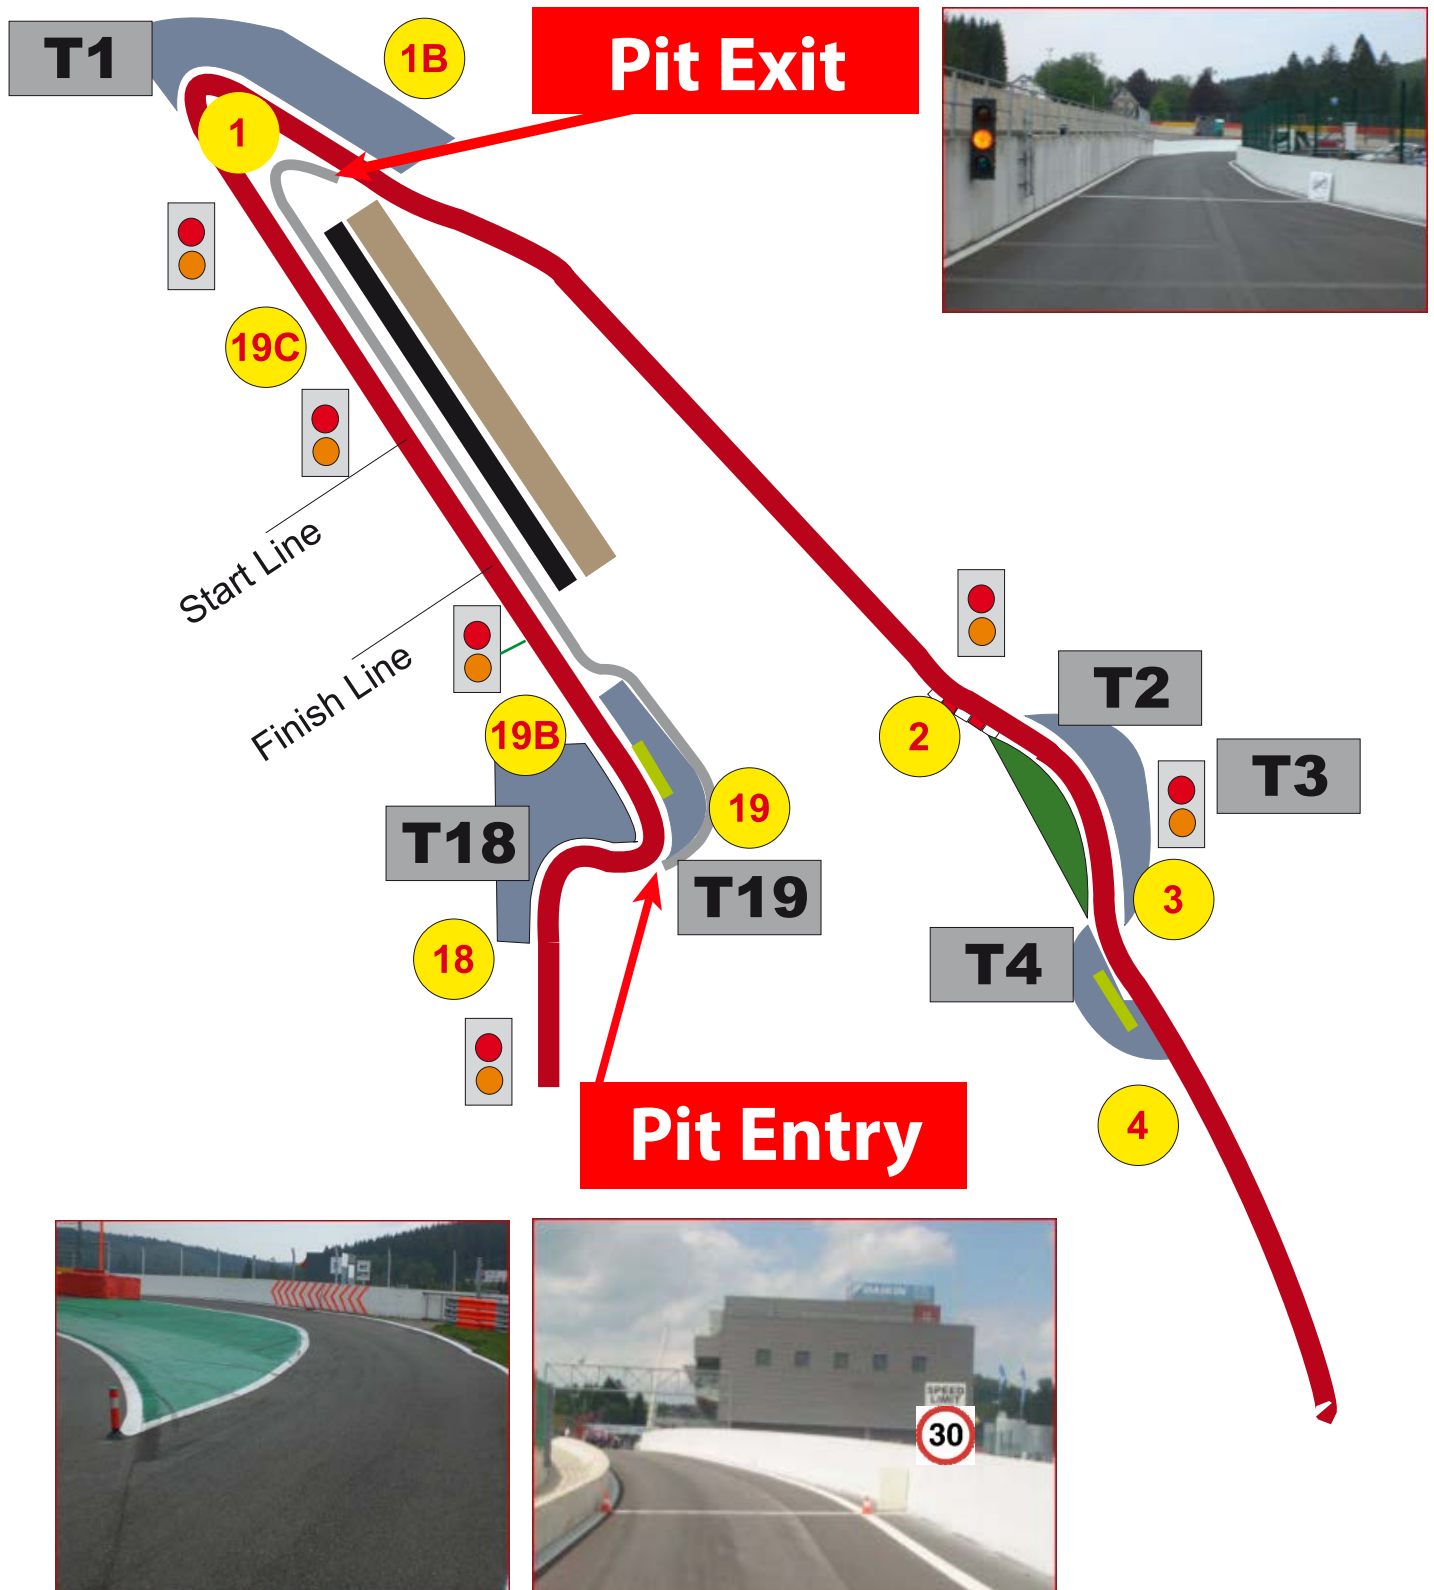 T1
1B
Pit Exit
1
19C
Start Line
Finish Line
19B
T18
18
19
T19
2
T2
T3
3
T4
4
Pit Entry
SPEED
LIMIT
30